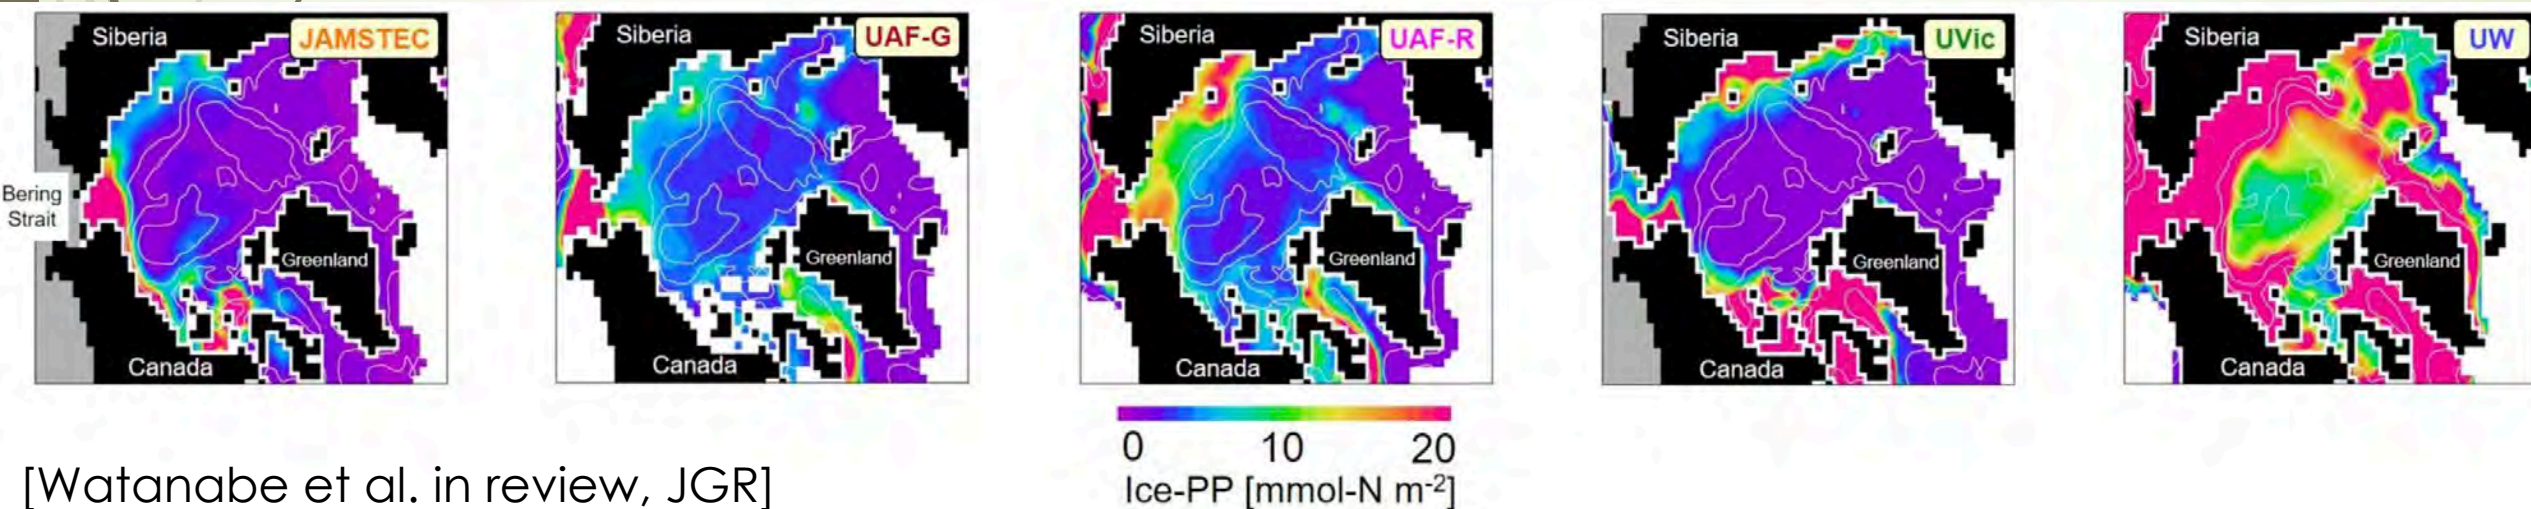 Siberia
JAMSTEC
Bering
Strait
Greenland
Canada
Siberia
UAF-G
Greenland
Canada
Siberia
UAF-R
Greenland
Canada
Siberia
UVic
Greenland
Canada
Siberia
UW
Greenland
Canada
0 10 20
Ice-PP [mmol-N m⁻²]
[Watanabe et al. in review, JGR]